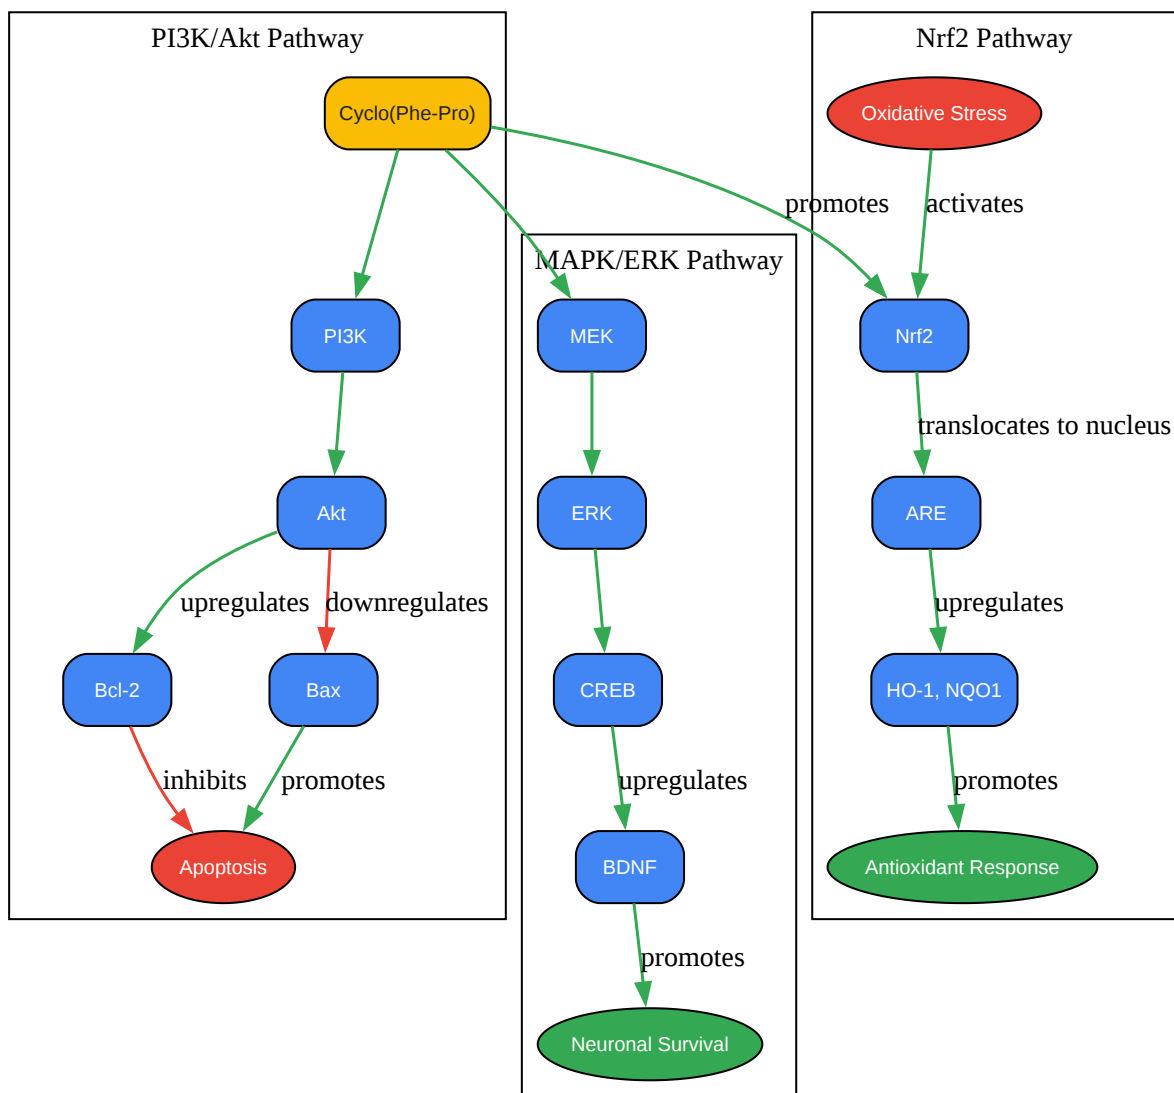 PI3K/Akt Pathway
Nrf2 Pathway
Cyclo(Phe-Pro)
Oxidative Stress
promotes
activates
MAPK/ERK Pathway
PI3K
MEK
Nrf2
translocates to nucleus
Akt
ERK
ARE
upregulates
downregulates
upregulates
Bcl-2
Bax
CREB
HO-1, NQO1
inhibits
promotes
upregulates
promotes
Apoptosis
BDNF
Antioxidant Response
promotes
Neuronal Survival